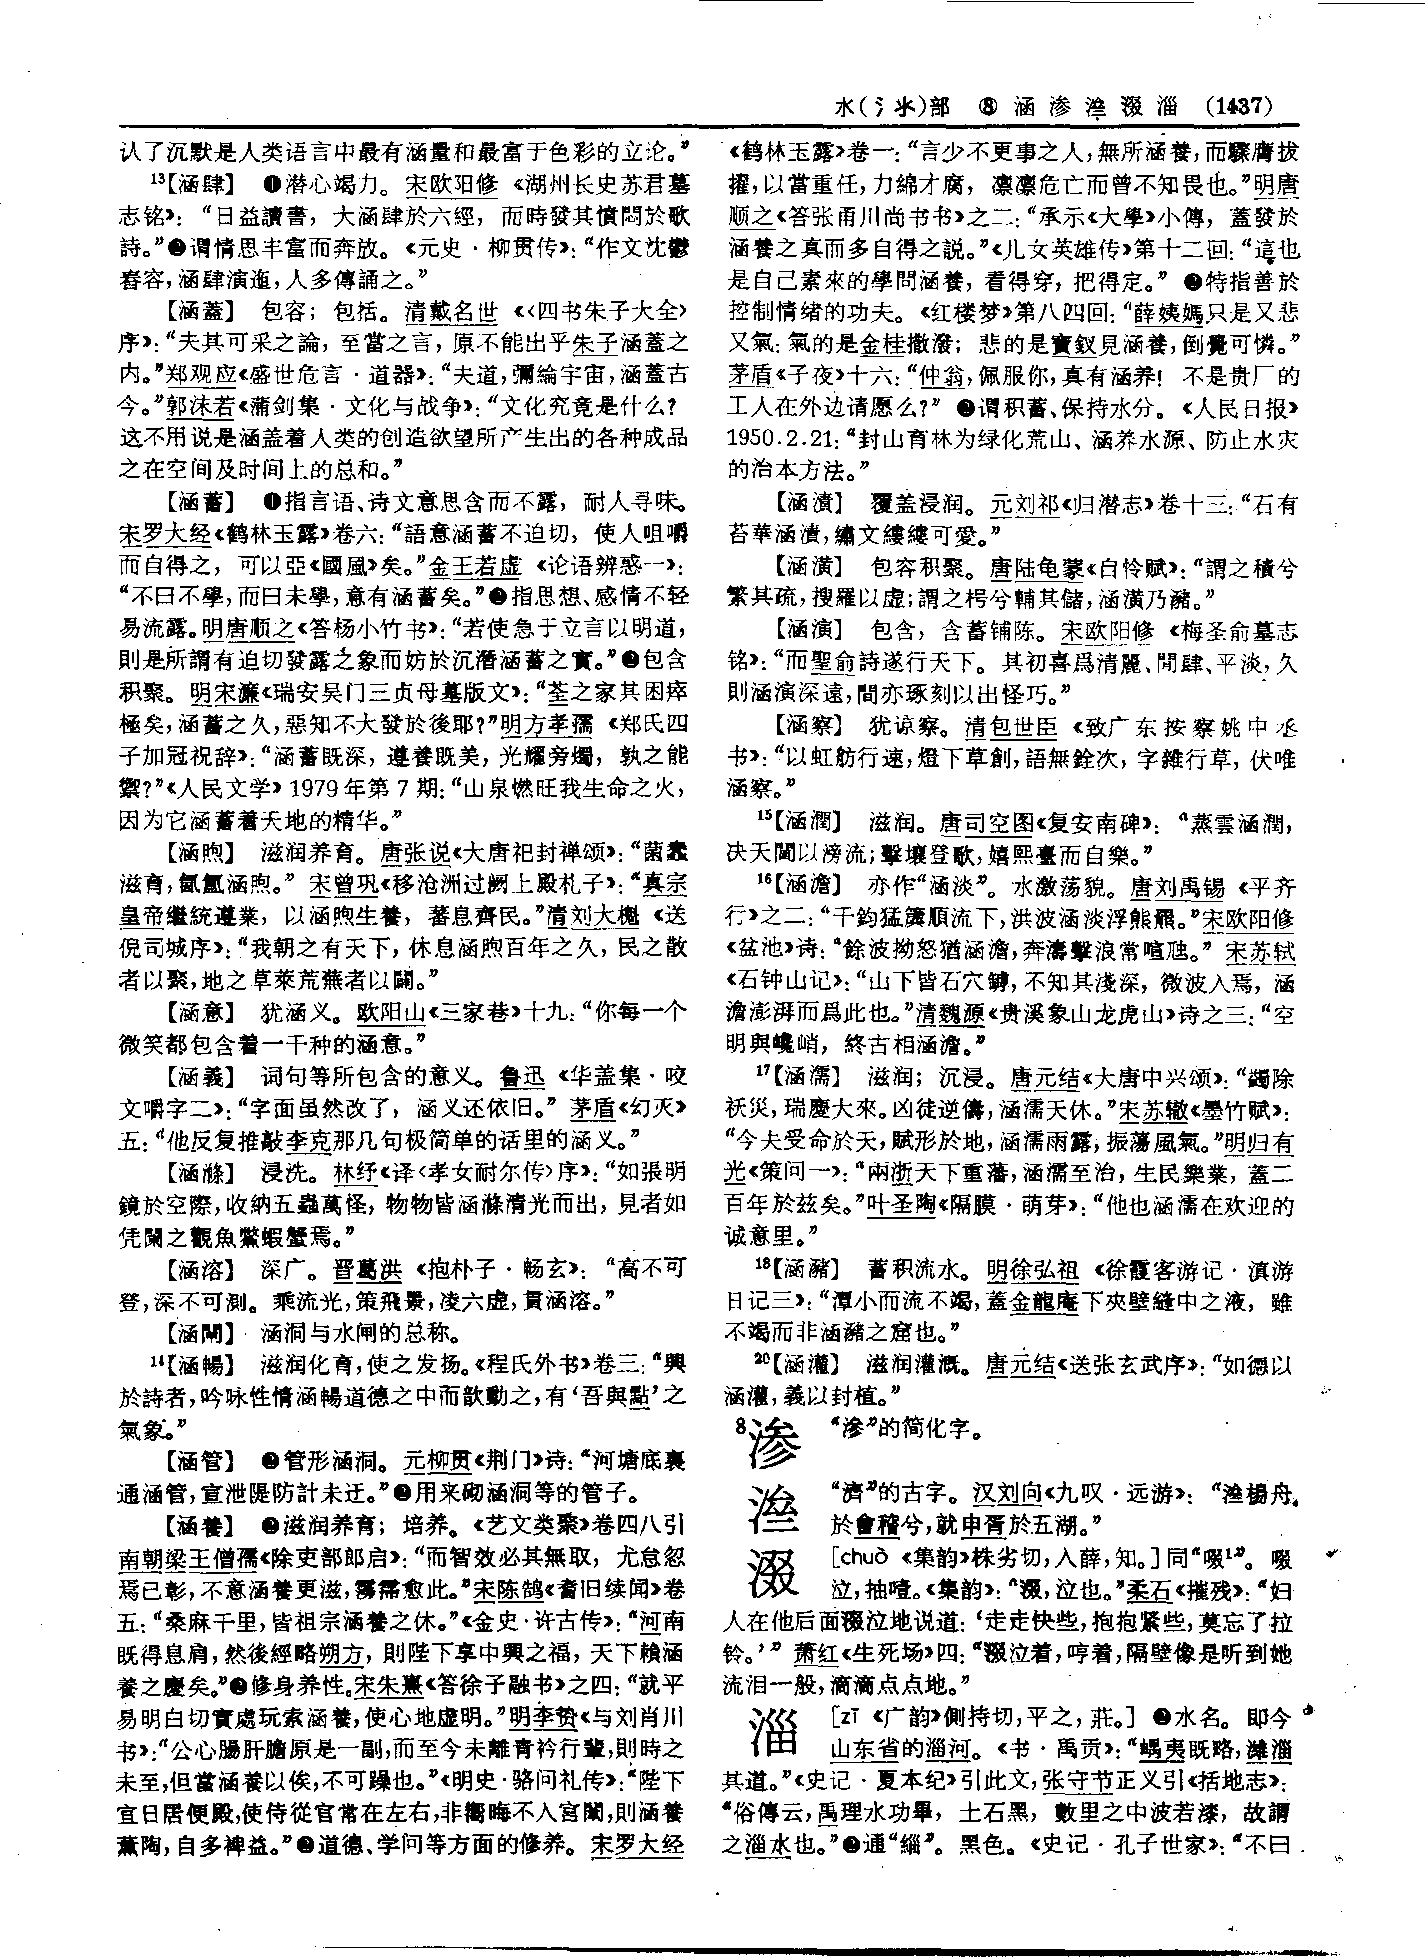 水(氵氺)部 ⑧ 涵渗㴉涰淄 (1437)
认了沉默是人类语言中最有涵量和最富于色彩的立论。”
13【涵肆】 ❶潜心竭力。宋欧阳修《湖州长史苏君墓
志铭》：“日益讀書，大涵肆於六經，而時發其憤悶於歌
詩。”❷谓情思丰富而奔放。《元史·柳贯传》：“作文沈鬱
舂容，涵肆演迤，人多傳誦之。”
【涵蓋】 包容；包括。清戴名世《〈四书朱子大全〉
序》：“夫其可采之論，至當之言，原不能出乎朱子涵蓋之
内。”郑观应《盛世危言·道器》：“夫道，彌綸宇宙，涵蓋古
今。”郭沫若《蒲剑集·文化与战争》：“文化究竟是什么？
这不用说是涵盖着人类的创造欲望所产生出的各种成品
之在空间及时间上的总和。”
【涵蓄】 ❶指言语、诗文意思含而不露，耐人寻味。
宋罗大经《鹤林玉露》卷六：“語意涵蓄不迫切，使人咀嚼
而自得之，可以亞《國風》矣。”金王若虚《论语辨惑一》：
“不曰不學，而曰未學，意有涵蓄矣。”❷指思想、感情不轻
易流露。明唐顺之《答杨小竹书》：“若使急于立言以明道，
則是所謂有迫切發露之象而妨於沉潛涵蓄之實。”❸包含
积聚。明宋濂《瑞安吴门三贞母墓版文》：“荃之家其困瘁
極矣，涵蓄之久，惡知不大發於後耶？”明方孝孺《郑氏四
子加冠祝辞》：“涵蓄既深，遵養既美，光耀旁燭，孰之能
禦？”《人民文学》1979年第7期：“山泉燃旺我生命之火，
因为它涵蓄着天地的精华。”
【涵煦】 滋润养育。唐张说《大唐祀封禅颂》：“菌蠢
滋育，氤氲涵煦。”宋曾巩《移沧洲过阙上殿札子》：“真宗
皇帝繼統遵業，以涵煦生養，蕃息齊民。”清刘大櫆《送
倪司城序》：“我朝之有天下，休息涵煦百年之久，民之散
者以聚，地之草萊荒蕪者以闢。”
【涵意】 犹涵义。欧阳山《三家巷》十九：“你每一个
微笑都包含着一千种的涵意。”
【涵義】 词句等所包含的意义。鲁迅《华盖集·咬
文嚼字二》：“字面虽然改了，涵义还依旧。”茅盾《幻灭》
五：“他反复推敲李克那几句极简单的话里的涵义。”
【涵滌】 浸洗。林纾《译〈孝女耐尔传〉序》：“如張明
鏡於空際，收納五蟲萬怪，物物皆涵滌清光而出，見者如
凭闌之觀魚鱉蝦蟹焉。”
【涵溶】 深广。晋葛洪《抱朴子·畅玄》：“高不可
登，深不可測。乘流光，策飛景，凌六虚，貫涵溶。”
【涵閘】 涵洞与水闸的总称。
14【涵暢】 滋润化育，使之发扬。《程氏外书》卷三：“興
於詩者，吟咏性情涵暢道德之中而歆動之，有‘吾與點’之
氣象。”
【涵管】 ❶管形涵洞。元柳贯《荆门》诗：“河塘底裏
通涵管，宣泄隄防計未迂。”❷用来砌涵洞等的管子。
【涵養】 ❶滋润养育；培养。《艺文类聚》卷四八引
南朝梁王僧孺《除吏部郎启》：“而智效必其無取，尤怠忽
焉已彰，不意涵養更滋，霶霈愈此。”宋陈鹄《耆旧续闻》卷
五：“桑麻千里，皆祖宗涵養之休。”《金史·许古传》：“河南
既得息肩，然後經略朔方，則陛下享中興之福，天下賴涵
養之慶矣。”❷修身养性。宋朱熹《答徐子融书》之四：“就平
易明白切實處玩索涵養，使心地虚明。”明李贽《与刘肖川
书》：“公心腸肝膽原是一副，而至今未離青衿行輩，則時之
未至，但當涵養以俟，不可躁也。”《明史·骆问礼传》：“陛下
宜日居便殿，使侍從官常在左右，非嚮晦不入宫闈，則涵養
薰陶，自多裨益。”❸道德、学问等方面的修养。宋罗大经
《鹤林玉露》卷一：“言少不更事之人，無所涵養，而驟膺拔
擢，以當重任，力綿才腐，凛凛危亡而曾不知畏也。”明唐
顺之《答张甬川尚书书》之二：“承示《大學》小傳，蓋發於
涵養之真而多自得之説。”《儿女英雄传》第十二回：“這也
是自己素來的學問涵養，看得穿，把得定。”❹特指善於
控制情绪的功夫。《红楼梦》第八四回：“薛姨媽只是又悲
又氣：氣的是金桂撒潑；悲的是寶釵見涵養，倒覺可憐。”
茅盾《子夜》十六：“仲翁，佩服你，真有涵养！不是贵厂的
工人在外边请愿么？”❺谓积蓄、保持水分。《人民日报》
1950.2.21：“封山育林为绿化荒山、涵养水源、防止水灾
的治本方法。”
【涵漬】 覆盖浸润。元刘祁《归潜志》卷十三：“石有
苔華涵漬，繡文縷縷可愛。”
【涵潢】 包容积聚。唐陆龟蒙《自怜赋》：“謂之積兮
繁其疏，搜羅以虚；謂之枵兮輔其儲，涵潢乃瀦。”
【涵演】 包含，含蓄铺陈。宋欧阳修《梅圣俞墓志
铭》：“而聖俞詩遂行天下。其初喜爲清麗、閒肆、平淡，久
則涵演深遠，間亦琢刻以出怪巧。”
【涵察】 犹谅察。清包世臣《致广东按察姚中丞
书》：“以虹舫行速，燈下草創，語無銓次，字雜行草，伏唯
涵察。”
15【涵潤】 滋润。唐司空图《复安南碑》：“蒸雲涵潤，
决天閫以滂流；擊壤登歌，嬉熙臺而自樂。”
16【涵澹】 亦作“涵淡”。水激荡貌。唐刘禹锡《平齐
行》之二：“千鈞猛簴順流下，洪波涵淡浮熊羆。”宋欧阳修
《盆池》诗：“餘波拗怒猶涵澹，奔濤擊浪常喧豗。”宋苏轼
《石钟山记》：“山下皆石穴罅，不知其淺深，微波入焉，涵
澹澎湃而爲此也。”清魏源《贵溪象山龙虎山》诗之三：“空
明與巉峭，終古相涵澹。”
17【涵濡】 滋润；沉浸。唐元结《大唐中兴颂》：“蠲除
祅災，瑞慶大來。凶徒逆儔，涵濡天休。”宋苏辙《墨竹赋》：
“今夫受命於天，賦形於地，涵濡雨露，振蕩風氣。”明归有
光《策问一》：“兩浙天下重藩，涵濡至治，生民樂業，蓋二
百年於兹矣。”叶圣陶《隔膜·萌芽》：“他也涵濡在欢迎的
诚意里。”
18【涵瀦】 蓄积流水。明徐弘祖《徐霞客游记·滇游
日记三》：“潭小而流不竭，蓋金龍庵下夾壁縫中之液，雖
不竭而非涵瀦之窟也。”
20【涵灌】 滋润灌溉。唐元结《送张玄武序》：“如德以
涵灌，義以封植。”
8渗 “滲”的简化字。
㴉 “濟”的古字。汉刘向《九叹·远游》：“㴉楊舟
於會稽兮，就申胥於五湖。”
涰 [chuò 《集韵》株劣切，入薛，知。]同“啜1”。啜
泣，抽噎。《集韵》：“涰，泣也。”柔石《摧残》：“妇
人在他后面涰泣地说道：‘走走快些，抱抱紧些，莫忘了拉
铃。’”萧红《生死场》四：“涰泣着，哼着，隔壁像是听到她
流泪一般，滴滴点点地。”
淄 [zī 《广韵》侧持切，平之，莊。] ❶水名。即今
山东省的淄河。《书·禹贡》：“嵎夷既略，濰淄
其道。”《史记·夏本纪》引此文，张守节正义引《括地志》：
“俗傳云，禹理水功畢，土石黑，數里之中波若漆，故謂
之淄水也。”❷通“緇”。黑色。《史记·孔子世家》：“不曰